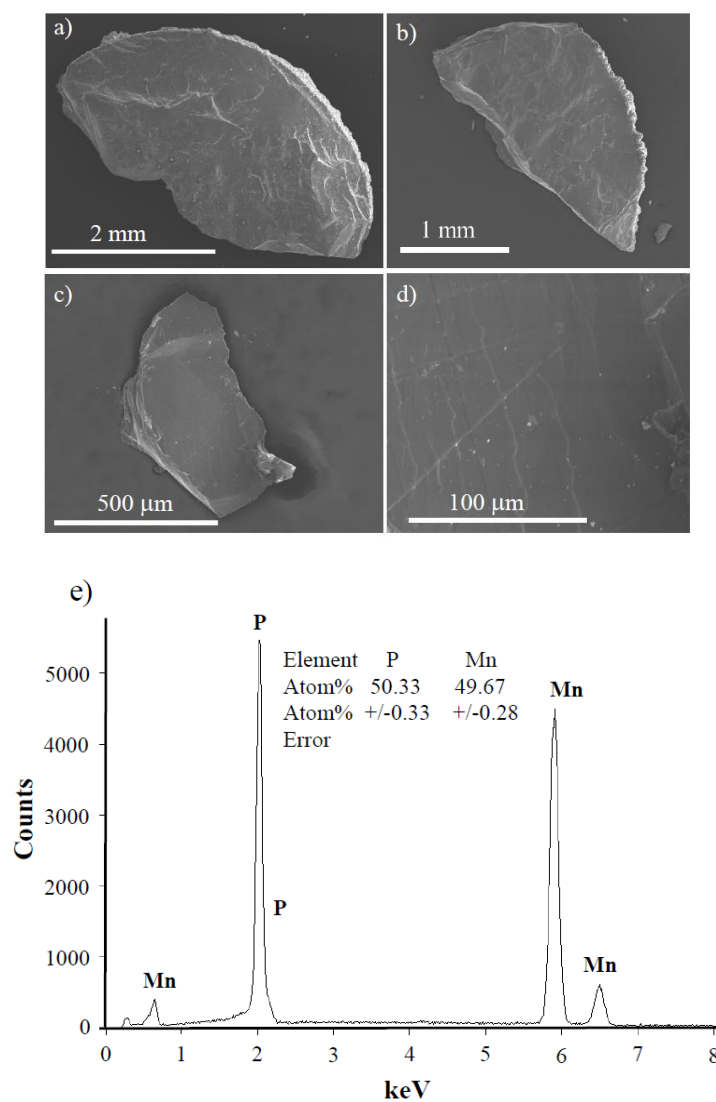 a)
2 mm
b)
1 mm
c)
500 µm
d)
100 µm
e)
P
Element P Mn
Atom% 50.33 49.67
Atom% +/-0.33 +/-0.28
Error
Mn
P
Mn
Mn
5000
4000
3000
2000
1000
0
Counts
0 1 2 3 4 5 6 7 8
keV